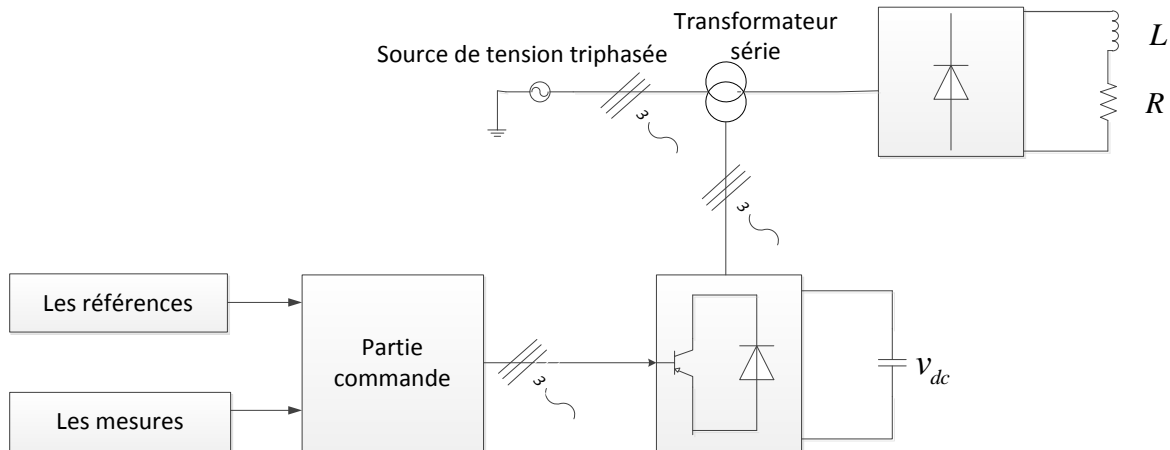 Transformateur
série
Source de tension triphasée
L
R
3
3
Les références
Partie
commande
Les mesures
3
v_dc